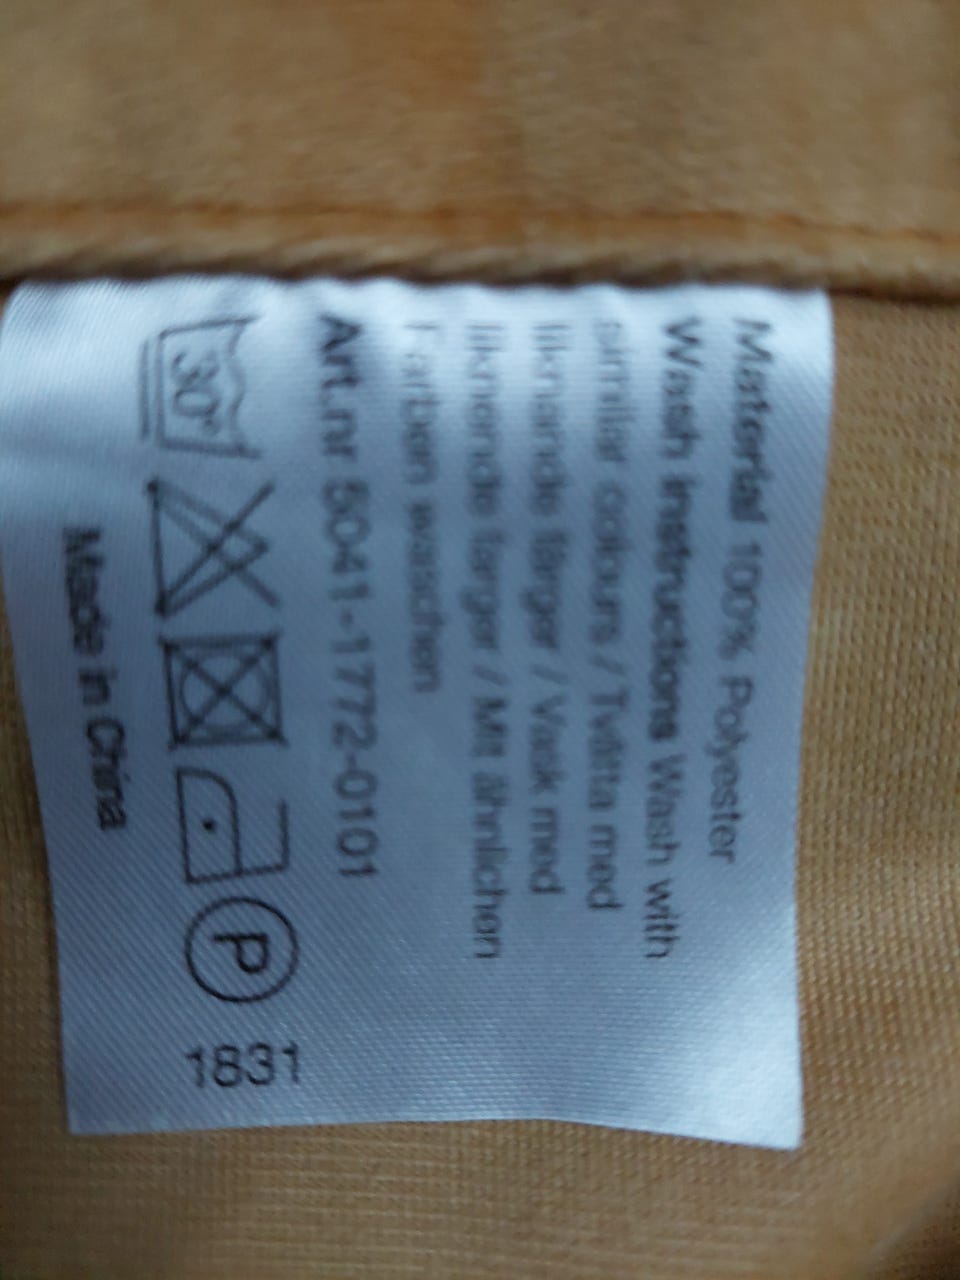 Material 100% Polyester
Wash instructions Wash with
similar colours / Tvätta med
liknande färger / Vask med
liknende farger / Mit ähnlichen
Farben waschen
Art.nr 5041-1772-0101
30° P 1831
Made in China